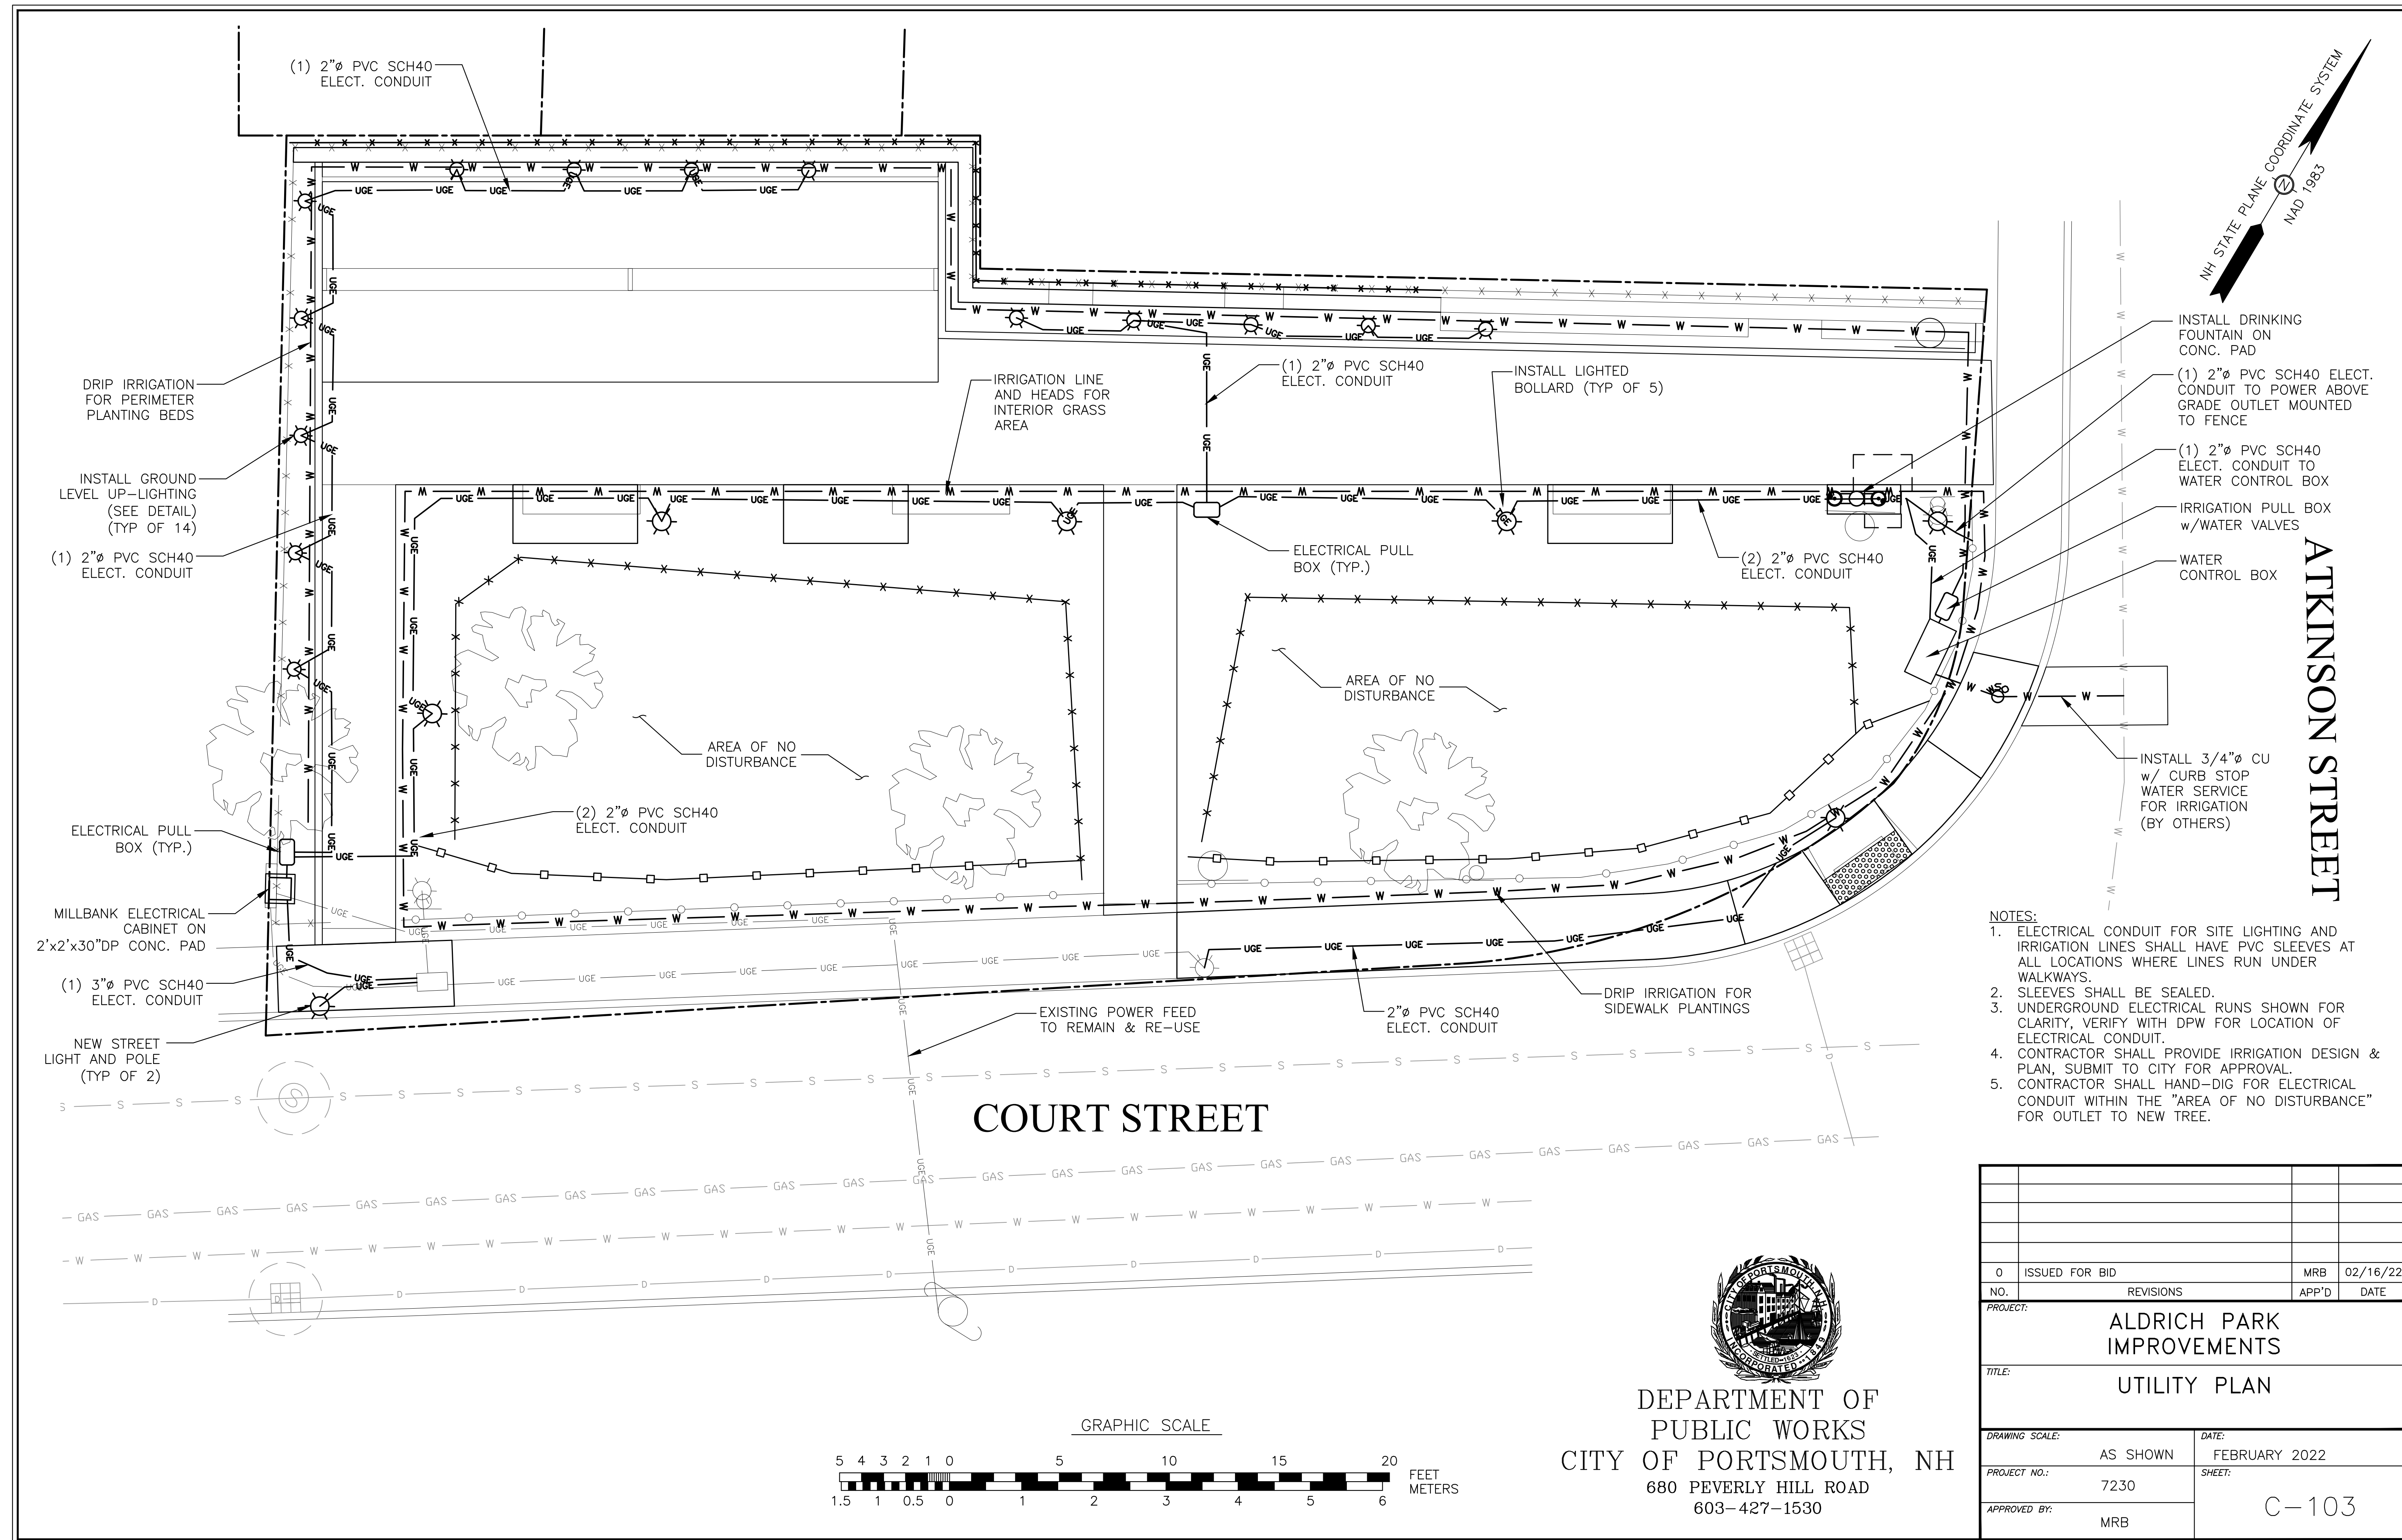 (1) 2"ø PVC SCH40
ELECT. CONDUIT
DRIP IRRIGATION
FOR PERIMETER
PLANTING BEDS
INSTALL GROUND
LEVEL UP-LIGHTING
(SEE DETAIL)
(TYP OF 14)
(1) 2"ø PVC SCH40
ELECT. CONDUIT
ELECTRICAL PULL
BOX (TYP.)
MILLBANK ELECTRICAL
CABINET ON
2'x2'x30"DP CONC. PAD
(1) 3"ø PVC SCH40
ELECT. CONDUIT
NEW STREET
LIGHT AND POLE
(TYP OF 2)
IRRIGATION LINE
AND HEADS FOR
INTERIOR GRASS
AREA
(1) 2"ø PVC SCH40
ELECT. CONDUIT
INSTALL LIGHTED
BOLLARD (TYP OF 5)
ELECTRICAL PULL
BOX (TYP.)
(2) 2"ø PVC SCH40
ELECT. CONDUIT
AREA OF NO
DISTURBANCE
AREA OF NO
DISTURBANCE
(2) 2"ø PVC SCH40
ELECT. CONDUIT
EXISTING POWER FEED
TO REMAIN & RE-USE
2"ø PVC SCH40
ELECT. CONDUIT
DRIP IRRIGATION FOR
SIDEWALK PLANTINGS
NH STATE PLANE COORDINATE SYSTEM
N
NAD 1983
INSTALL DRINKING
FOUNTAIN ON
CONC. PAD
(1) 2"ø PVC SCH40 ELECT.
CONDUIT TO POWER ABOVE
GRADE OUTLET MOUNTED
TO FENCE
(1) 2"ø PVC SCH40
ELECT. CONDUIT TO
WATER CONTROL BOX
IRRIGATION PULL BOX
w/WATER VALVES
WATER
CONTROL BOX
WSO
INSTALL 3/4"ø CU
w/ CURB STOP
WATER SERVICE
FOR IRRIGATION
(BY OTHERS)
ATKINSON STREET
COURT STREET
NOTES:
1. ELECTRICAL CONDUIT FOR SITE LIGHTING AND
IRRIGATION LINES SHALL HAVE PVC SLEEVES AT
ALL LOCATIONS WHERE LINES RUN UNDER
WALKWAYS.
2. SLEEVES SHALL BE SEALED.
3. UNDERGROUND ELECTRICAL RUNS SHOWN FOR
CLARITY, VERIFY WITH DPW FOR LOCATION OF
ELECTRICAL CONDUIT.
4. CONTRACTOR SHALL PROVIDE IRRIGATION DESIGN &
PLAN, SUBMIT TO CITY FOR APPROVAL.
5. CONTRACTOR SHALL HAND-DIG FOR ELECTRICAL
CONDUIT WITHIN THE "AREA OF NO DISTURBANCE"
FOR OUTLET TO NEW TREE.
GRAPHIC SCALE
5 4 3 2 1 0 5 10 15 20
FEET
METERS
1.5 1 0.5 0 1 2 3 4 5 6
CITY OF PORTSMOUTH, N.H.
SETTLED 1623
INCORPORATED 1849
DEPARTMENT OF
PUBLIC WORKS
CITY OF PORTSMOUTH, NH
680 PEVERLY HILL ROAD
603-427-1530
0 ISSUED FOR BID MRB 02/16/22
NO. REVISIONS APP'D DATE
PROJECT:
ALDRICH PARK
IMPROVEMENTS
TITLE:
UTILITY PLAN
DRAWING SCALE:
AS SHOWN
DATE:
FEBRUARY 2022
PROJECT NO.:
7230
SHEET:
C-103
APPROVED BY:
MRB